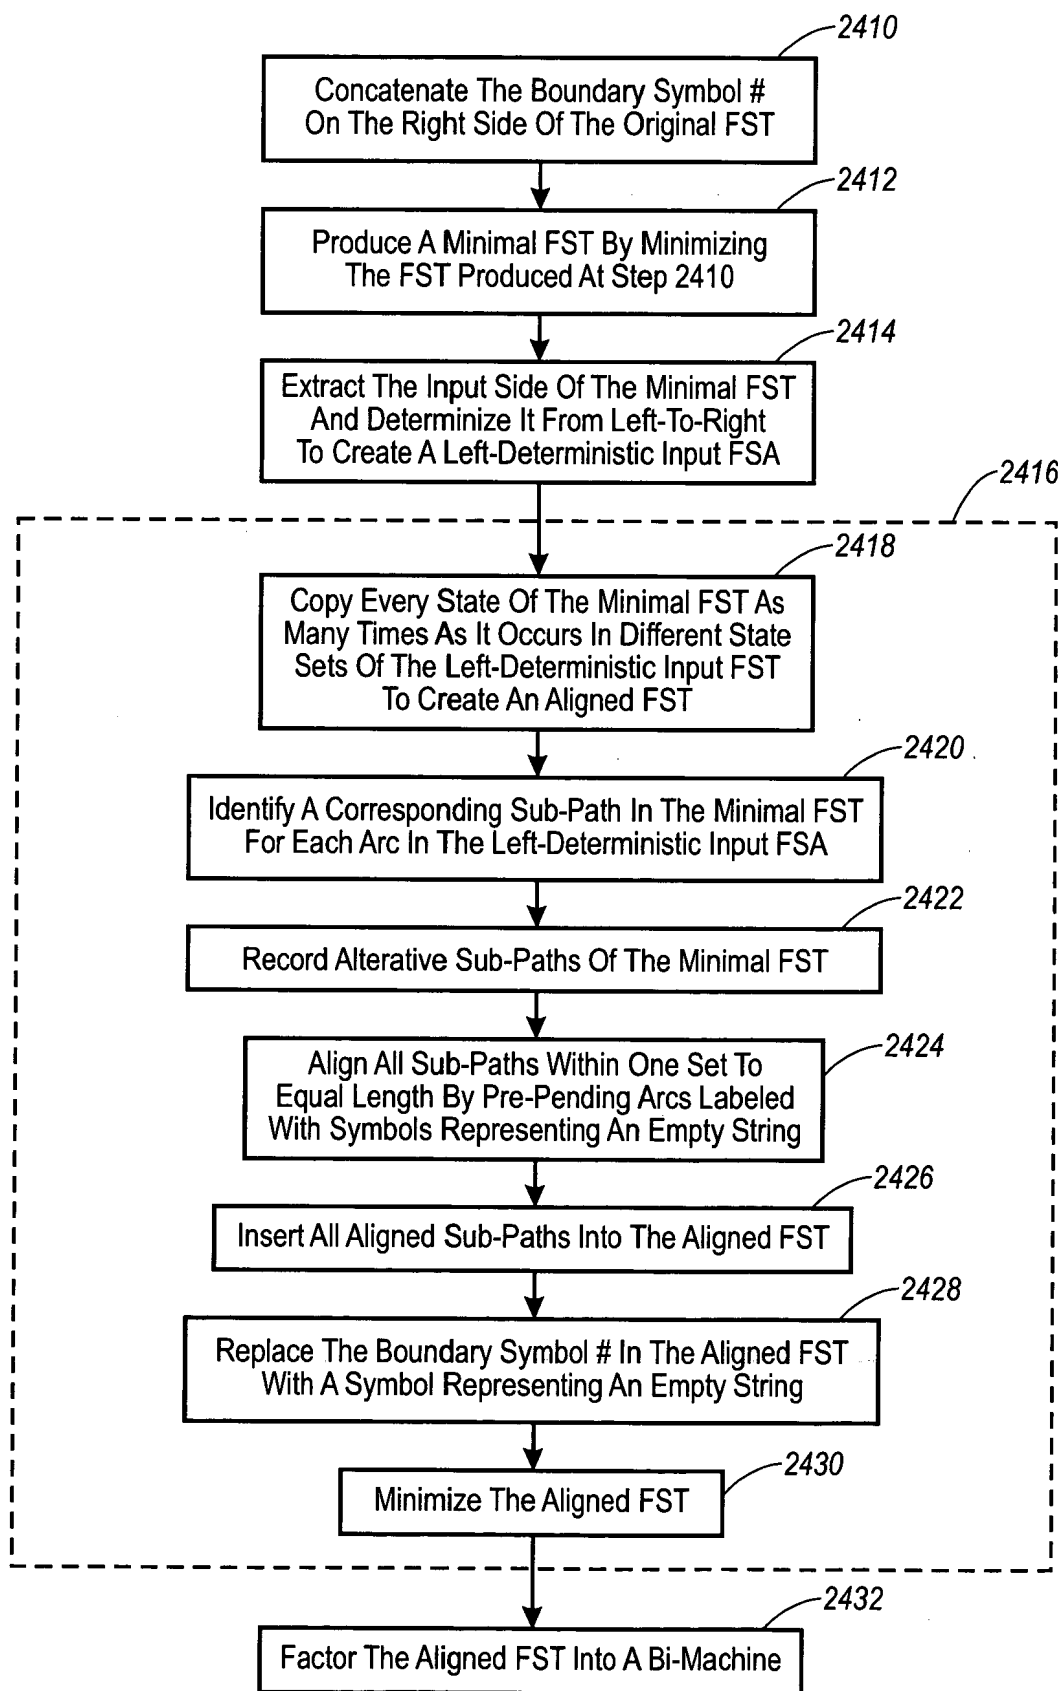 2410
Concatenate The Boundary Symbol #
On The Right Side Of The Original FST
2412
Produce A Minimal FST By Minimizing
The FST Produced At Step 2410
2414
Extract The Input Side Of The Minimal FST
And Determinize It From Left-To-Right
To Create A Left-Deterministic Input FSA
2416
2418
Copy Every State Of The Minimal FST As
Many Times As It Occurs In Different State
Sets Of The Left-Deterministic Input FST
To Create An Aligned FST
2420
Identify A Corresponding Sub-Path In The Minimal FST
For Each Arc In The Left-Deterministic Input FSA
2422
Record Alterative Sub-Paths Of The Minimal FST
2424
Align All Sub-Paths Within One Set To
Equal Length By Pre-Pending Arcs Labeled
With Symbols Representing An Empty String
2426
Insert All Aligned Sub-Paths Into The Aligned FST
2428
Replace The Boundary Symbol # In The Aligned FST
With A Symbol Representing An Empty String
2430
Minimize The Aligned FST
2432
Factor The Aligned FST Into A Bi-Machine